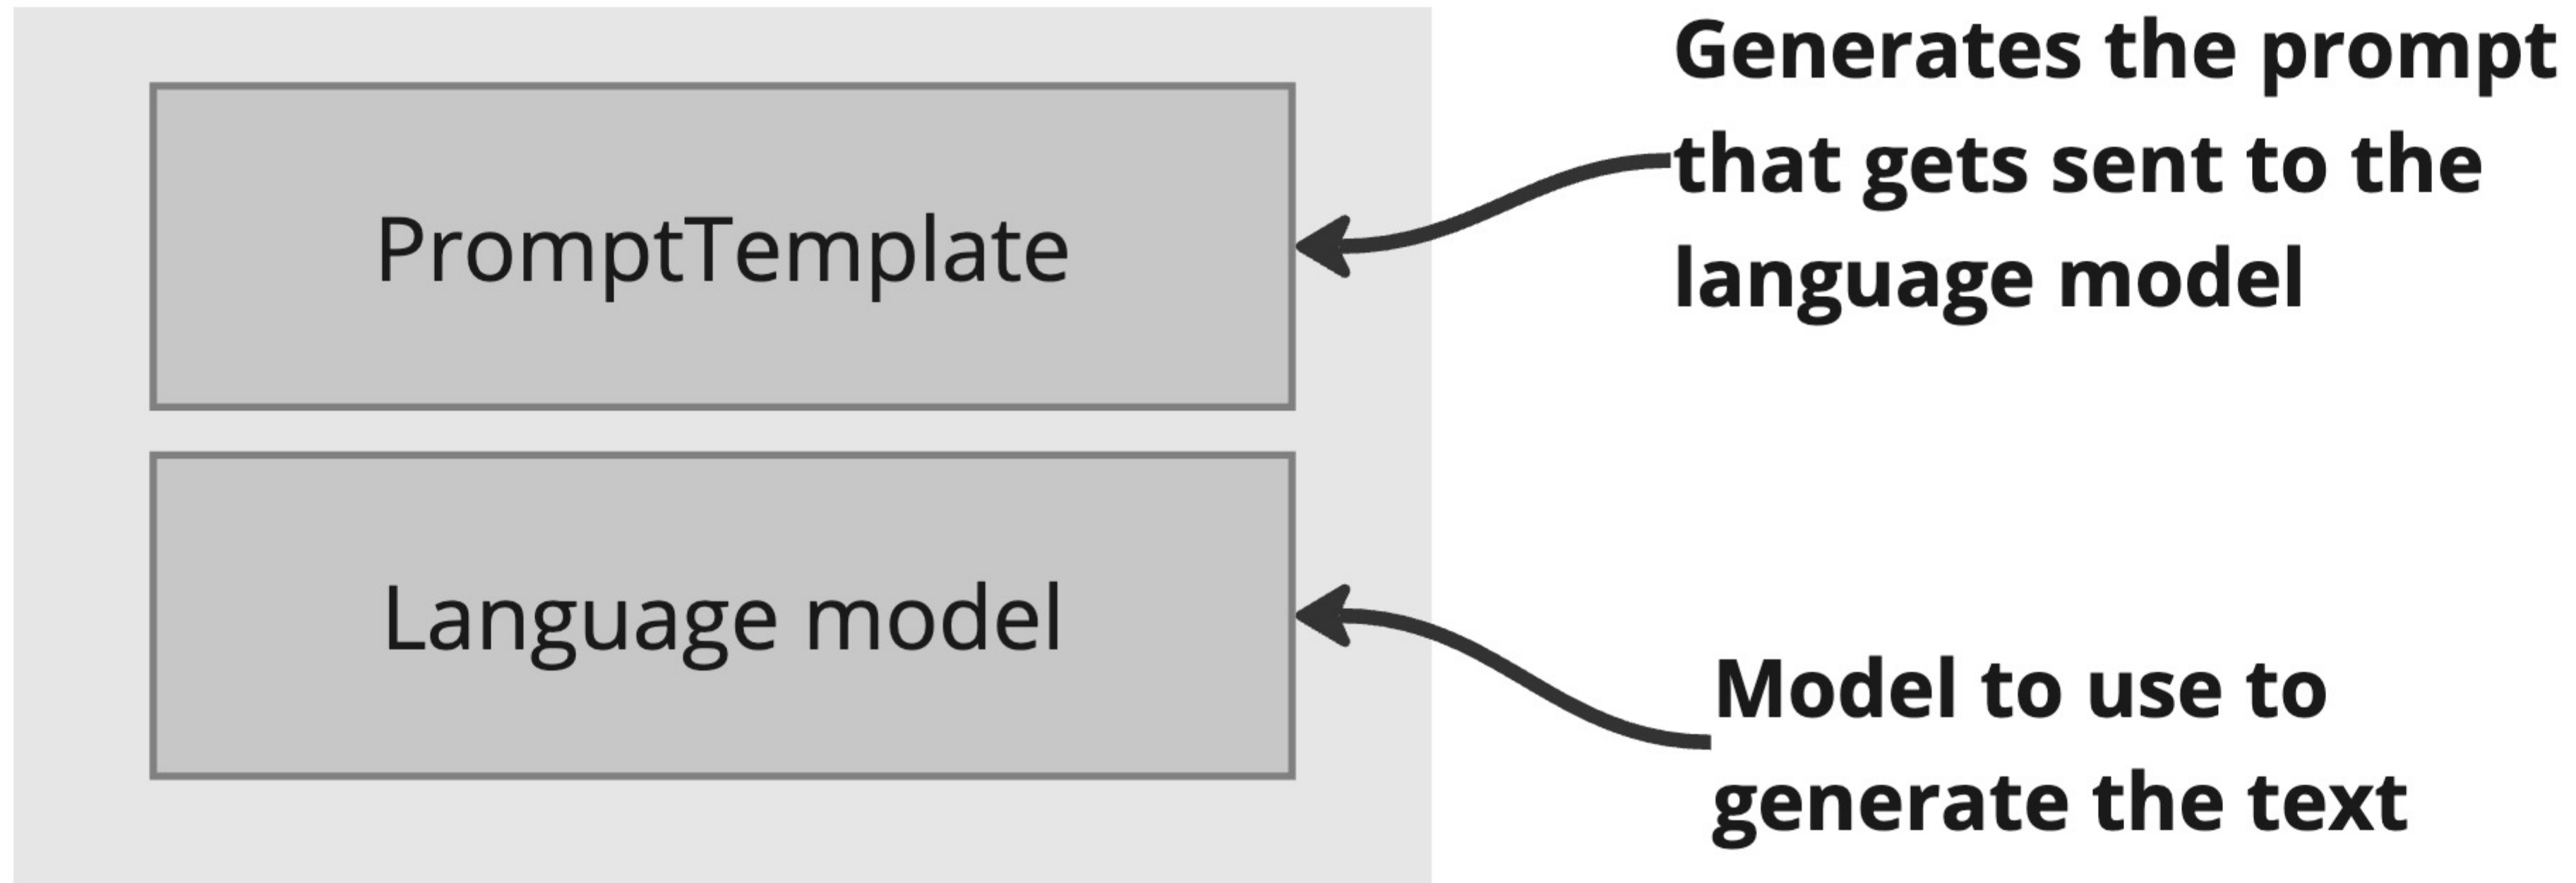 PromptTemplate
Generates the prompt
that gets sent to the
language model
Language model
Model to use to
generate the text